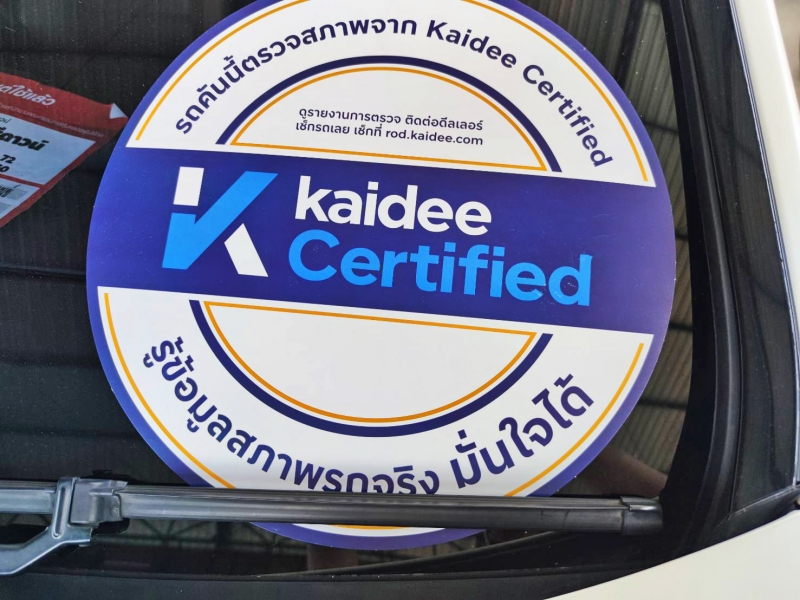 รถคันนี้ตรวจสภาพจาก Kaidee Certified
ดูรายงานการตรวจ ติดต่อดีลเลอร์
เช็กรถเลย เช็กที่ rod.kaidee.com
kaidee
Certified
รู้ข้อมูลสภาพรถจริง มั่นใจได้
72